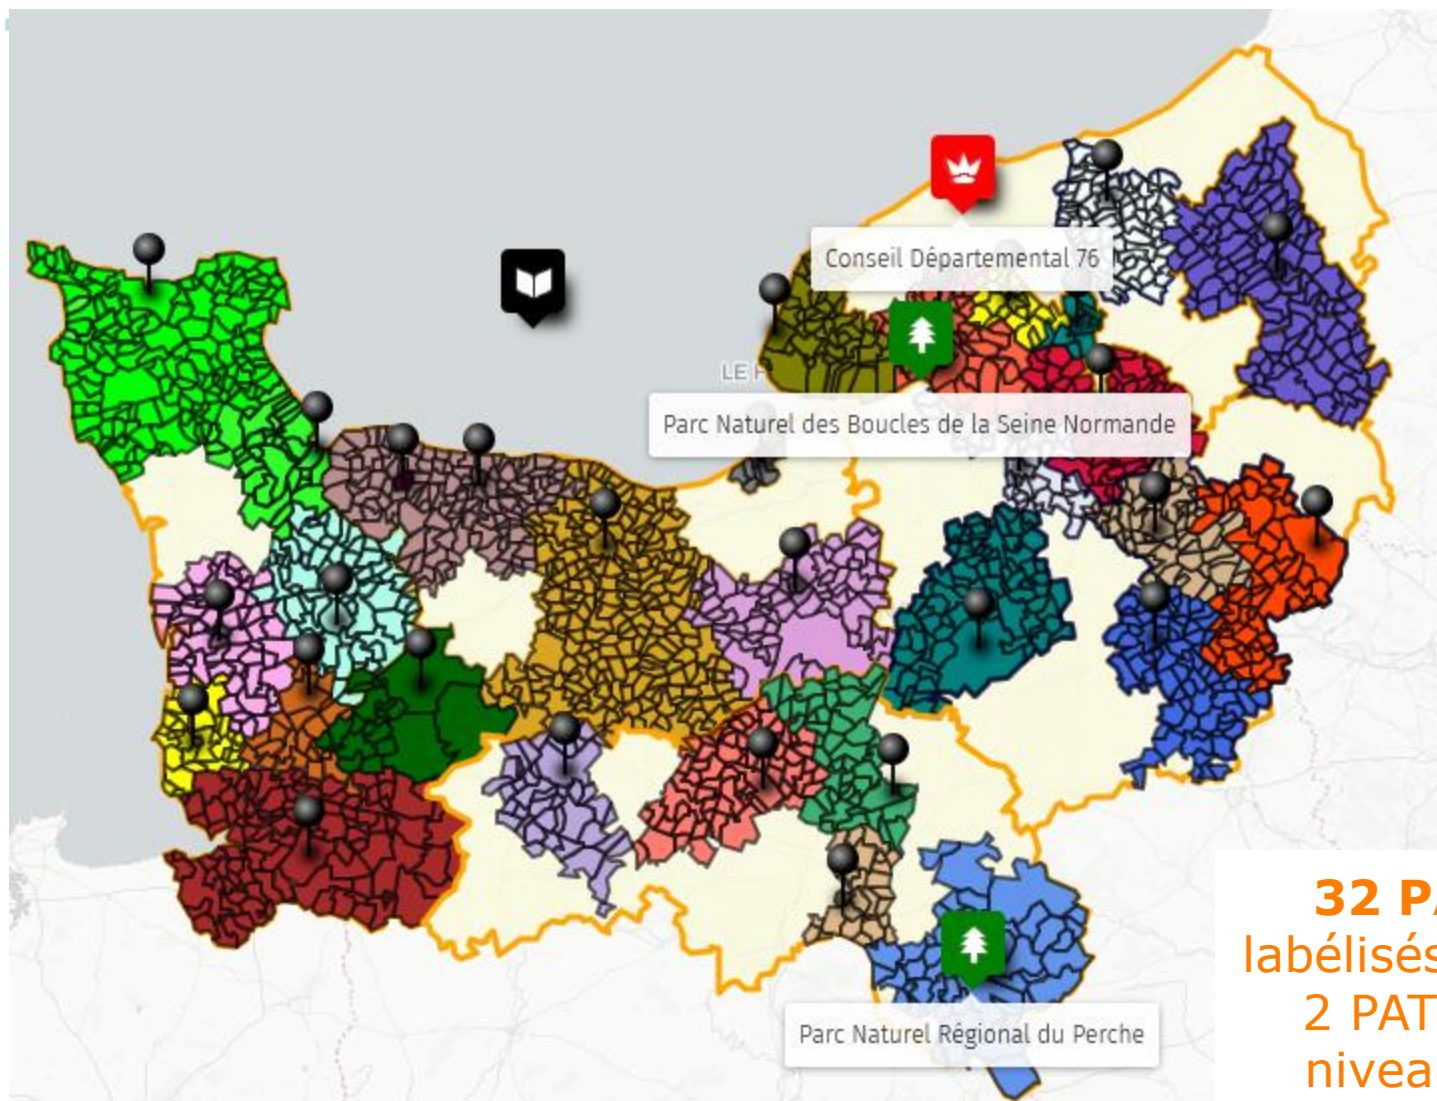 Conseil Départemental 76
LE
Parc Naturel des Boucles de la Seine Normande
Parc Naturel Régional du Perche
32
labélisés
2 PAT